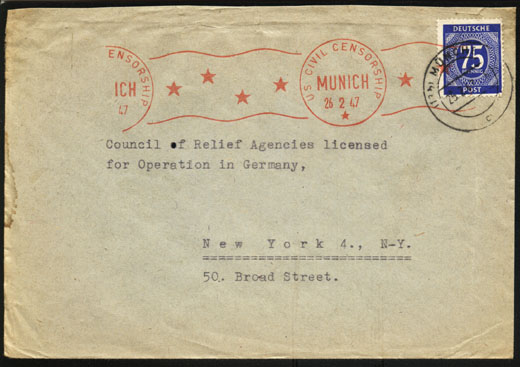 ENSORSHIP
ICH
47
U.S. CIVIL CENSORSHIP
MUNICH
26 2 47
DEUTSCHE
75
PFENNIG
POST
c
Council of Relief Agencies licensed
for Operation in Germany,
New York 4., N-Y.
50. Broad Street.